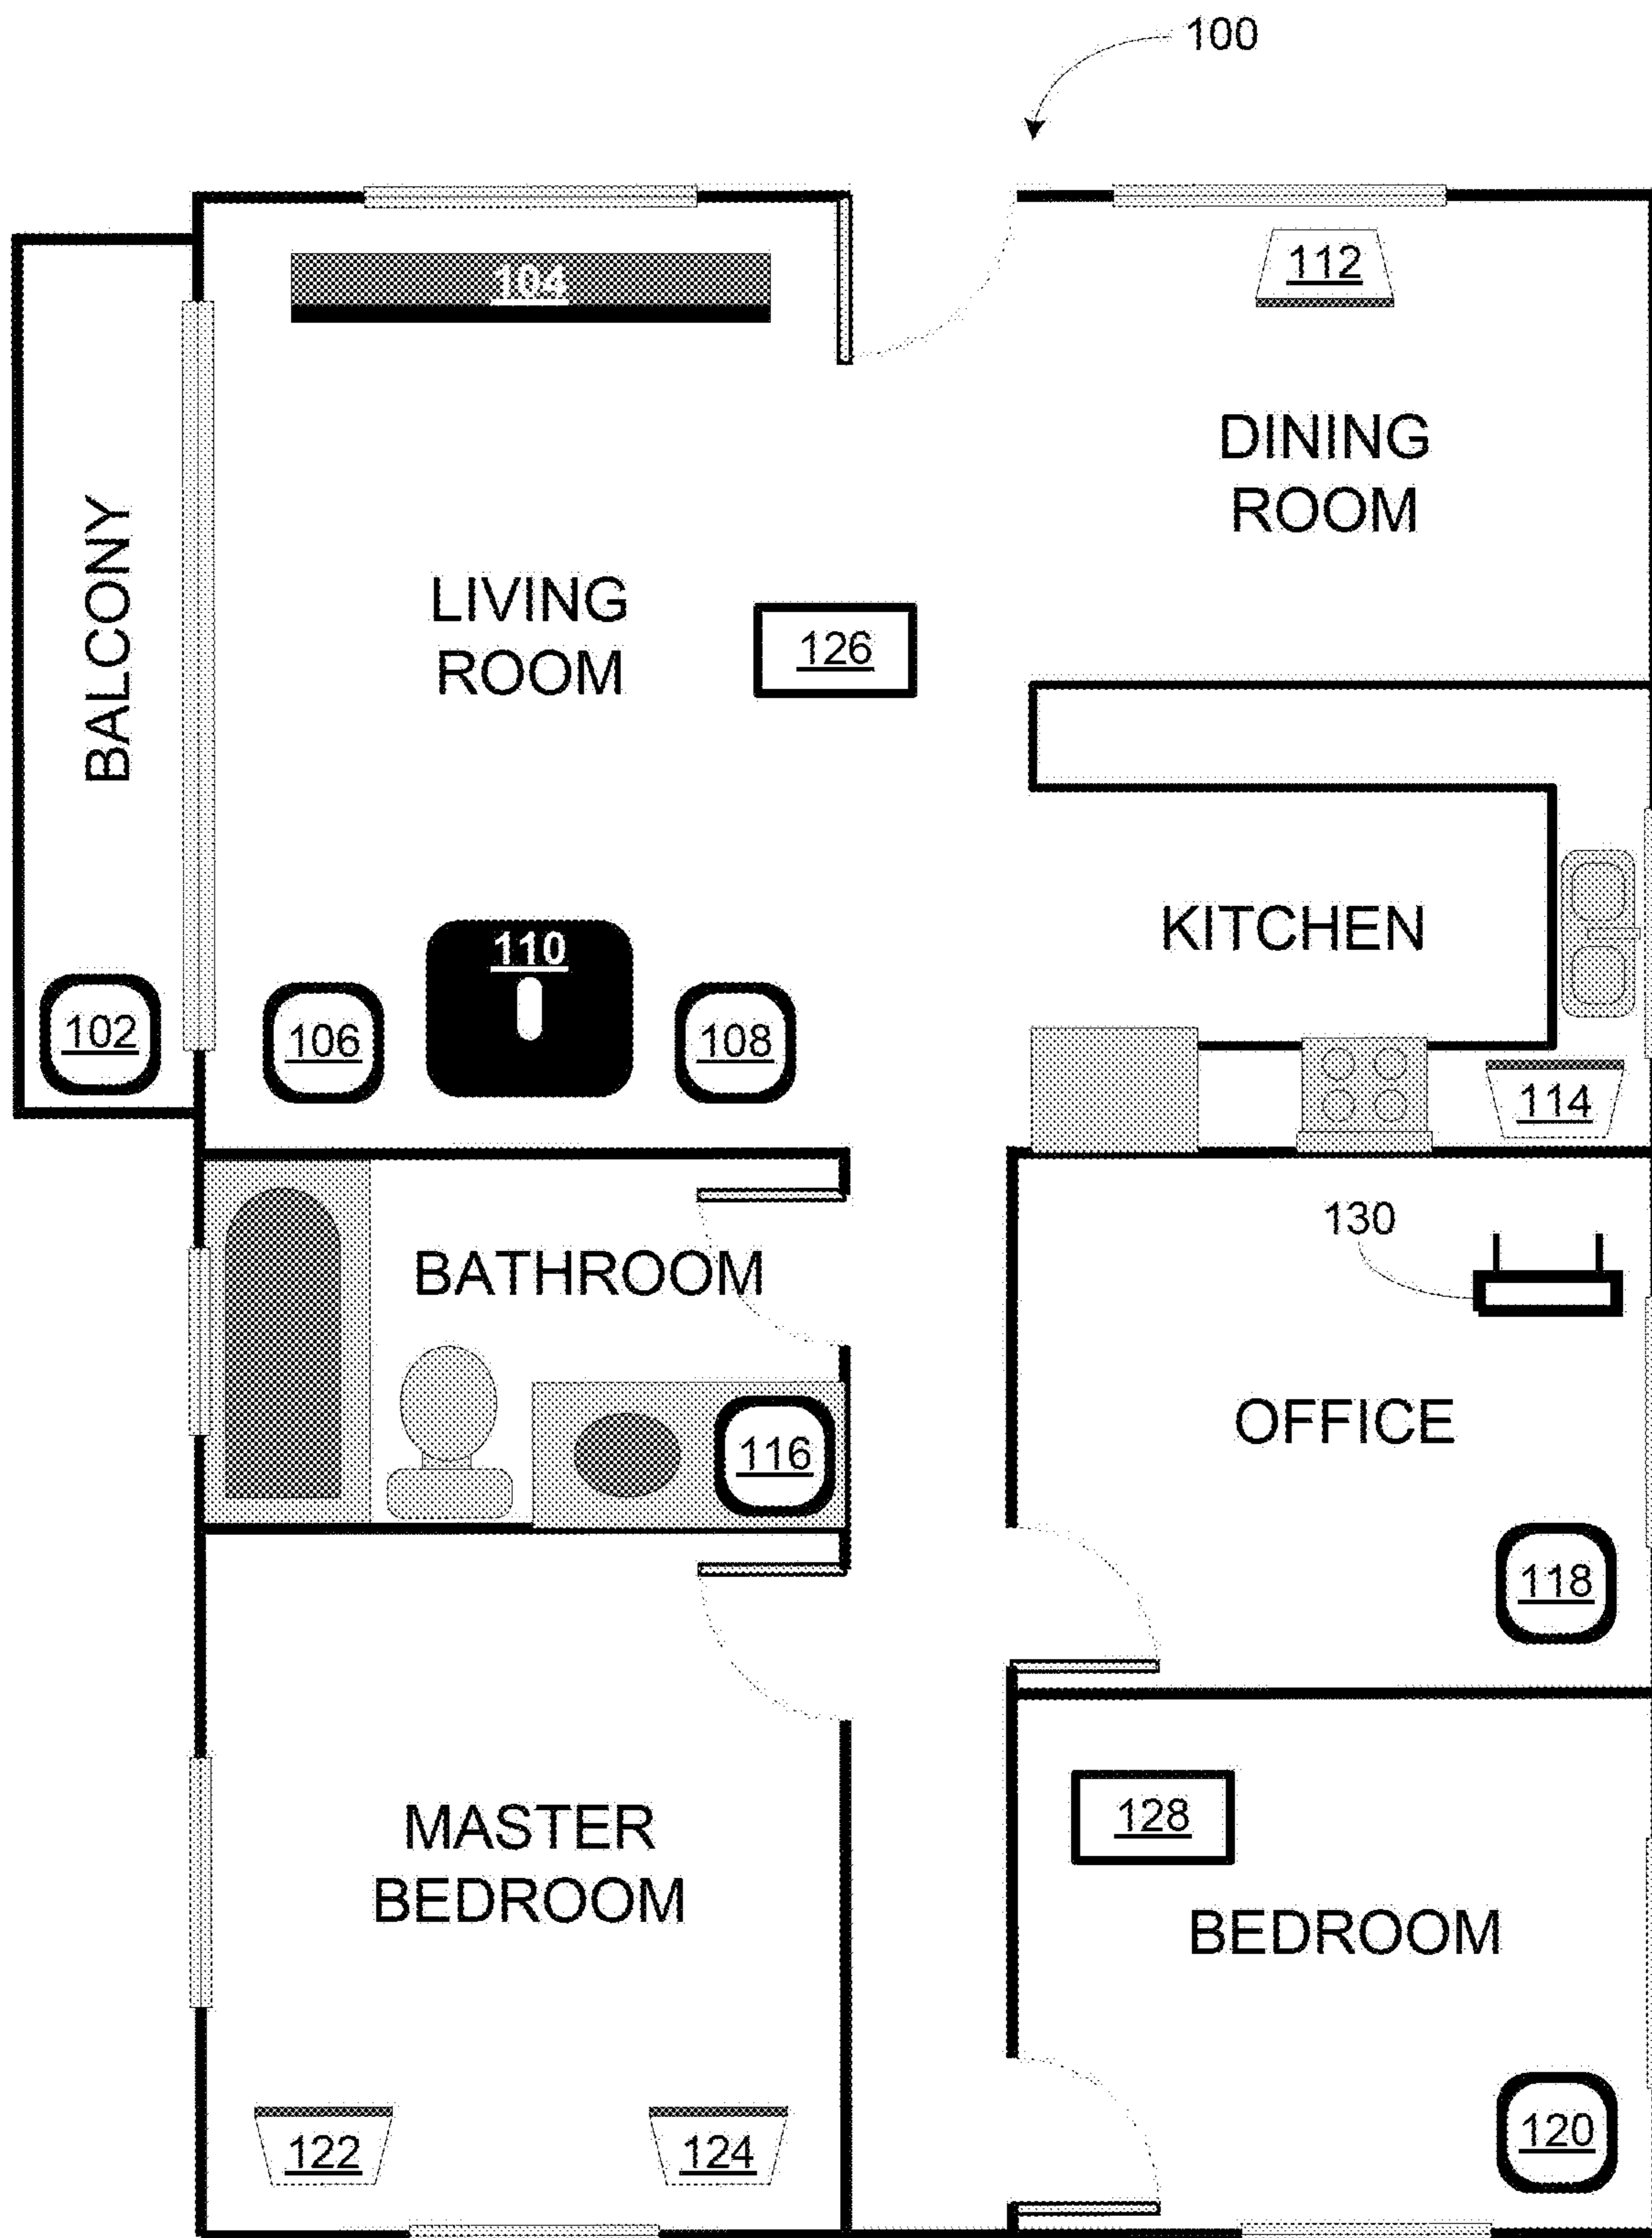 100
104
112
DINING
ROOM
BALCONY
LIVING
ROOM
126
110
KITCHEN
102
106
108
114
130
BATHROOM
OFFICE
116
118
MASTER
BEDROOM
128
BEDROOM
122
124
120